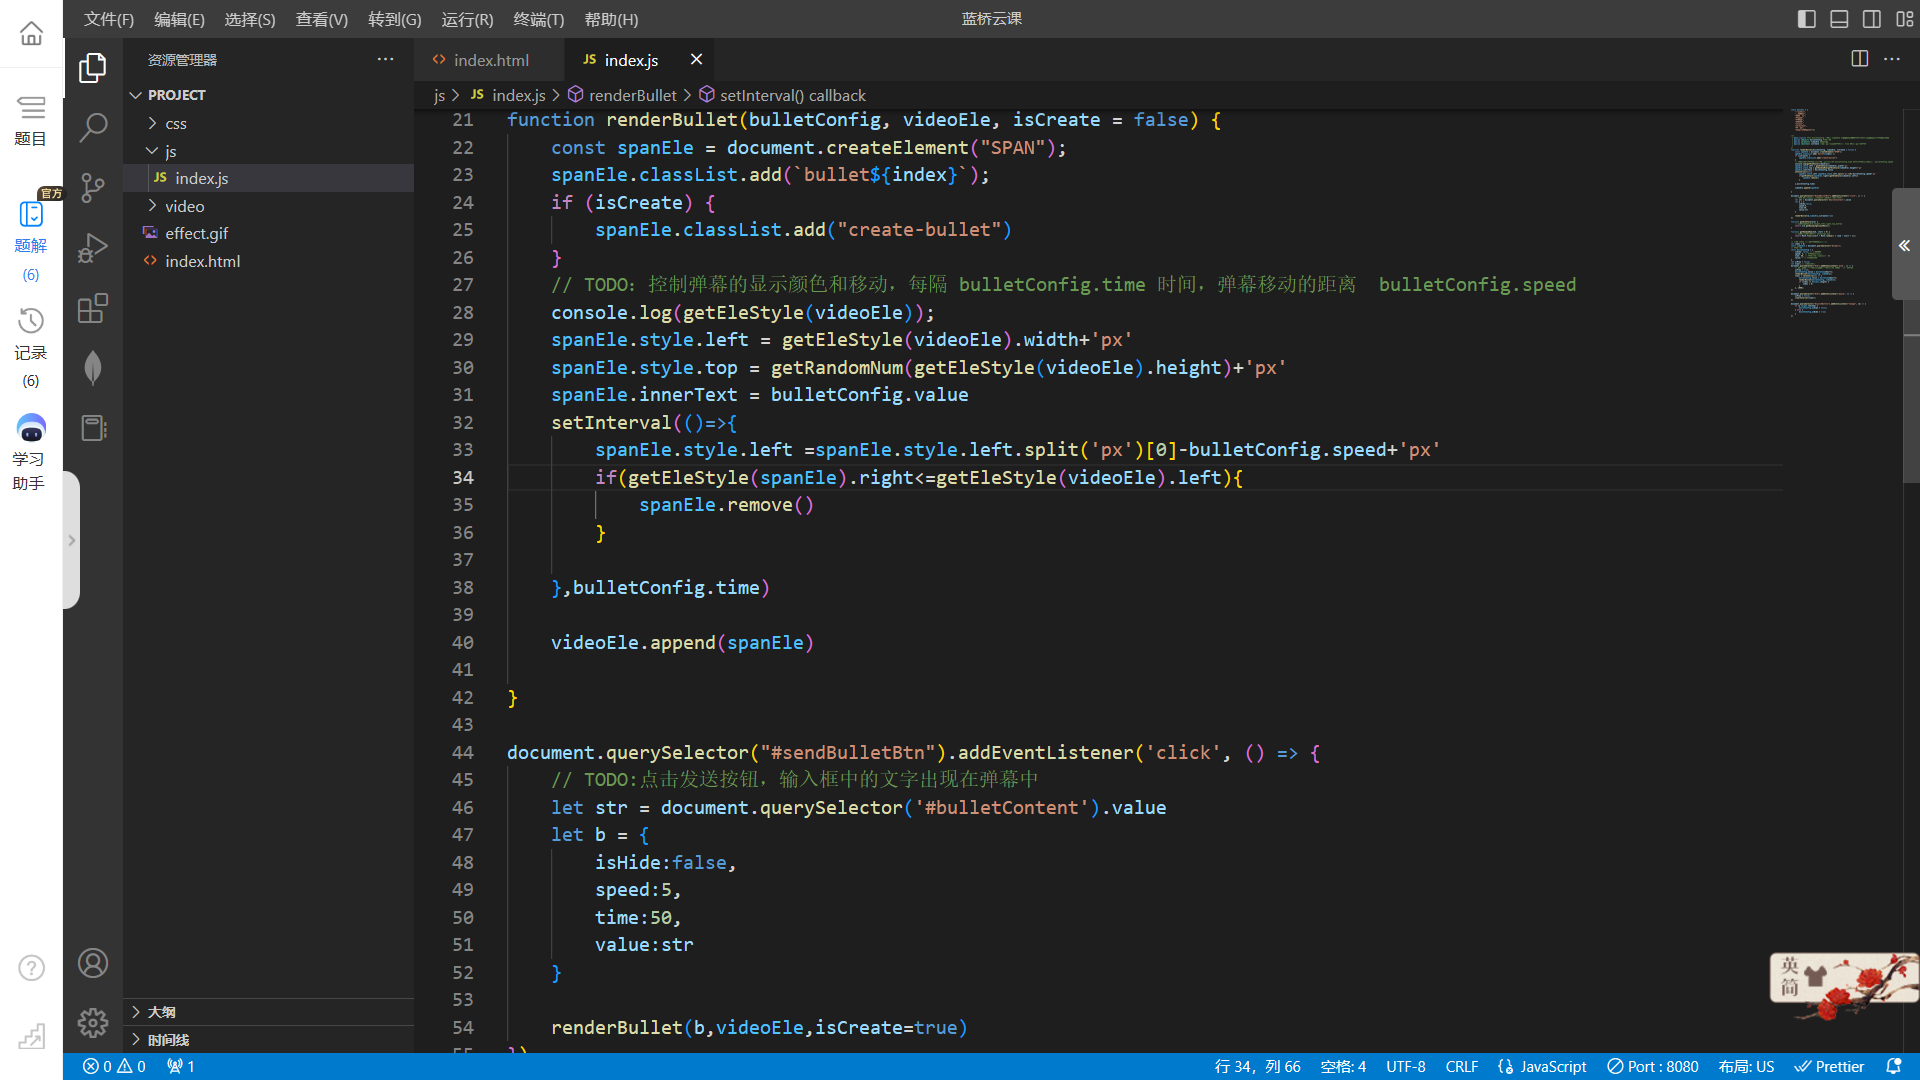 文件(F) 编辑(E) 选择(S) 查看(V) 转到(G) 运行(R) 终端(T) 帮助(H)
蓝桥云课
题目
官方
题解
(6)
记录
(6)
学习
助手
资源管理器
PROJECT
css
js
JS index.js
video
effect.gif
index.html
大纲
时间线
index.html
JS index.js
js > JS index.js > renderBullet > setInterval() callback
21 function renderBullet(bulletConfig, videoEle, isCreate = false) {
22 const spanEle = document.createElement("SPAN");
23 spanEle.classList.add(`bullet${index}`);
24 if (isCreate) {
25 spanEle.classList.add("create-bullet")
26 }
27 // TODO: 控制弹幕的显示颜色和移动，每隔 bulletConfig.time 时间，弹幕移动的距离  bulletConfig.speed
28 console.log(getEleStyle(videoEle));
29 spanEle.style.left = getEleStyle(videoEle).width+'px'
30 spanEle.style.top = getRandomNum(getEleStyle(videoEle).height)+'px'
31 spanEle.innerText = bulletConfig.value
32 setInterval(()=>{
33 spanEle.style.left =spanEle.style.left.split('px')[0]-bulletConfig.speed+'px'
34 if(getEleStyle(spanEle).right<=getEleStyle(videoEle).left){
35 spanEle.remove()
36 }
37
38 },bulletConfig.time)
39
40 videoEle.append(spanEle)
41
42 }
43
44 document.querySelector("#sendBulletBtn").addEventListener('click', () => {
45 // TODO:点击发送按钮，输入框中的文字出现在弹幕中
46 let str = document.querySelector('#bulletContent').value
47 let b = {
48 isHide:false,
49 speed:5,
50 time:50,
51 value:str
52 }
53
54 renderBullet(b,videoEle,isCreate=true)
55 })
英
简
0 0 1
行 34，列 66 空格: 4 UTF-8 CRLF JavaScript Port : 8080 布局: US Prettier